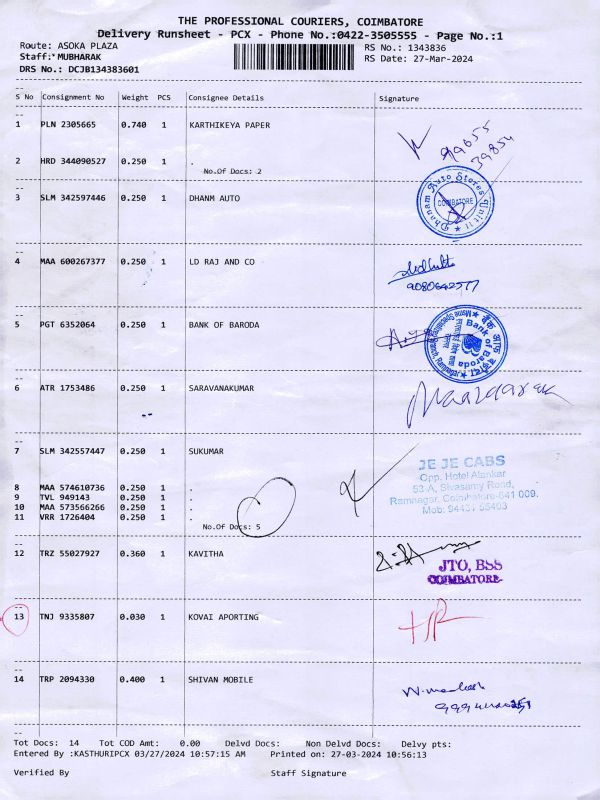 THE PROFESSIONAL COURIERS, COIMBATORE
Delivery Runsheet - PCX - Phone No.:0422-3505555 - Page No.:1
Route: ASOKA PLAZA RS No.: 1343836
Staff:MUBHARAK RS Date: 27-Mar-2024
DRS No.: DCJB134383601
S No Consignment No Weight PCS Consignee Details Signature
1 PLN 2305665 0.740 1 KARTHIKEYA PAPER
39854
2 HRD 344090527 0.250 1 .
No.Of Docs: 2
3 SLM 342597446 0.250 1 DHANM AUTO
Dhanam Auto Stores Unit II
COIMBATORE
4 MAA 600267377 0.250 1 LD RAJ AND CO
9080642577
5 PGT 6352064 0.250 1 BANK OF BARODA
Bank of Baroda
6 ATR 1753486 0.250 1 SARAVANAKUMAR
7 SLM 342557447 0.250 1 SUKUMAR
JE JE CABS
Opp. Hotel Alankar
53-A, Sivasamy Road,
Ramnagar, Coimbatore-641 009.
Mob: 94431 55403
8 MAA 574610736 0.250 1 .
9 TVL 949143 0.250 1 .
10 MAA 573566266 0.250 1 .
11 VRR 1726404 0.250 1 .
No.Of Docs: 5
12 TRZ 55027927 0.360 1 KAVITHA
JTO, BSS
COIMBATORE-
13 TNJ 9335807 0.030 1 KOVAI APORTING
14 TRP 2094330 0.400 1 SHIVAN MOBILE
Tot Docs: 14 Tot COD Amt: 0.00 Delvd Docs: Non Delvd Docs: Delvy pts:
Entered By :KASTHURIPCX 03/27/2024 10:57:15 AM Printed on: 27-03-2024 10:56:13
Verified By Staff Signature